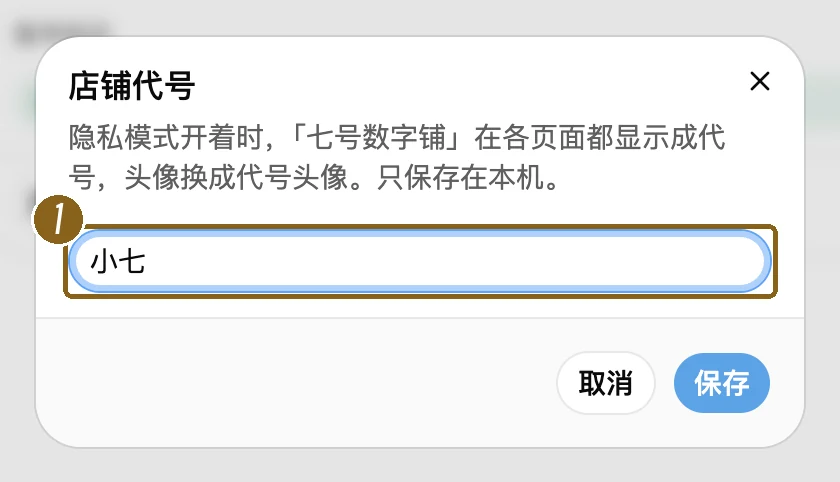 店铺代号
隐私模式开着时,「七号数字铺」在各页面都显示成代
号，头像换成代号头像。只保存在本机。
1
小七
取消
保存